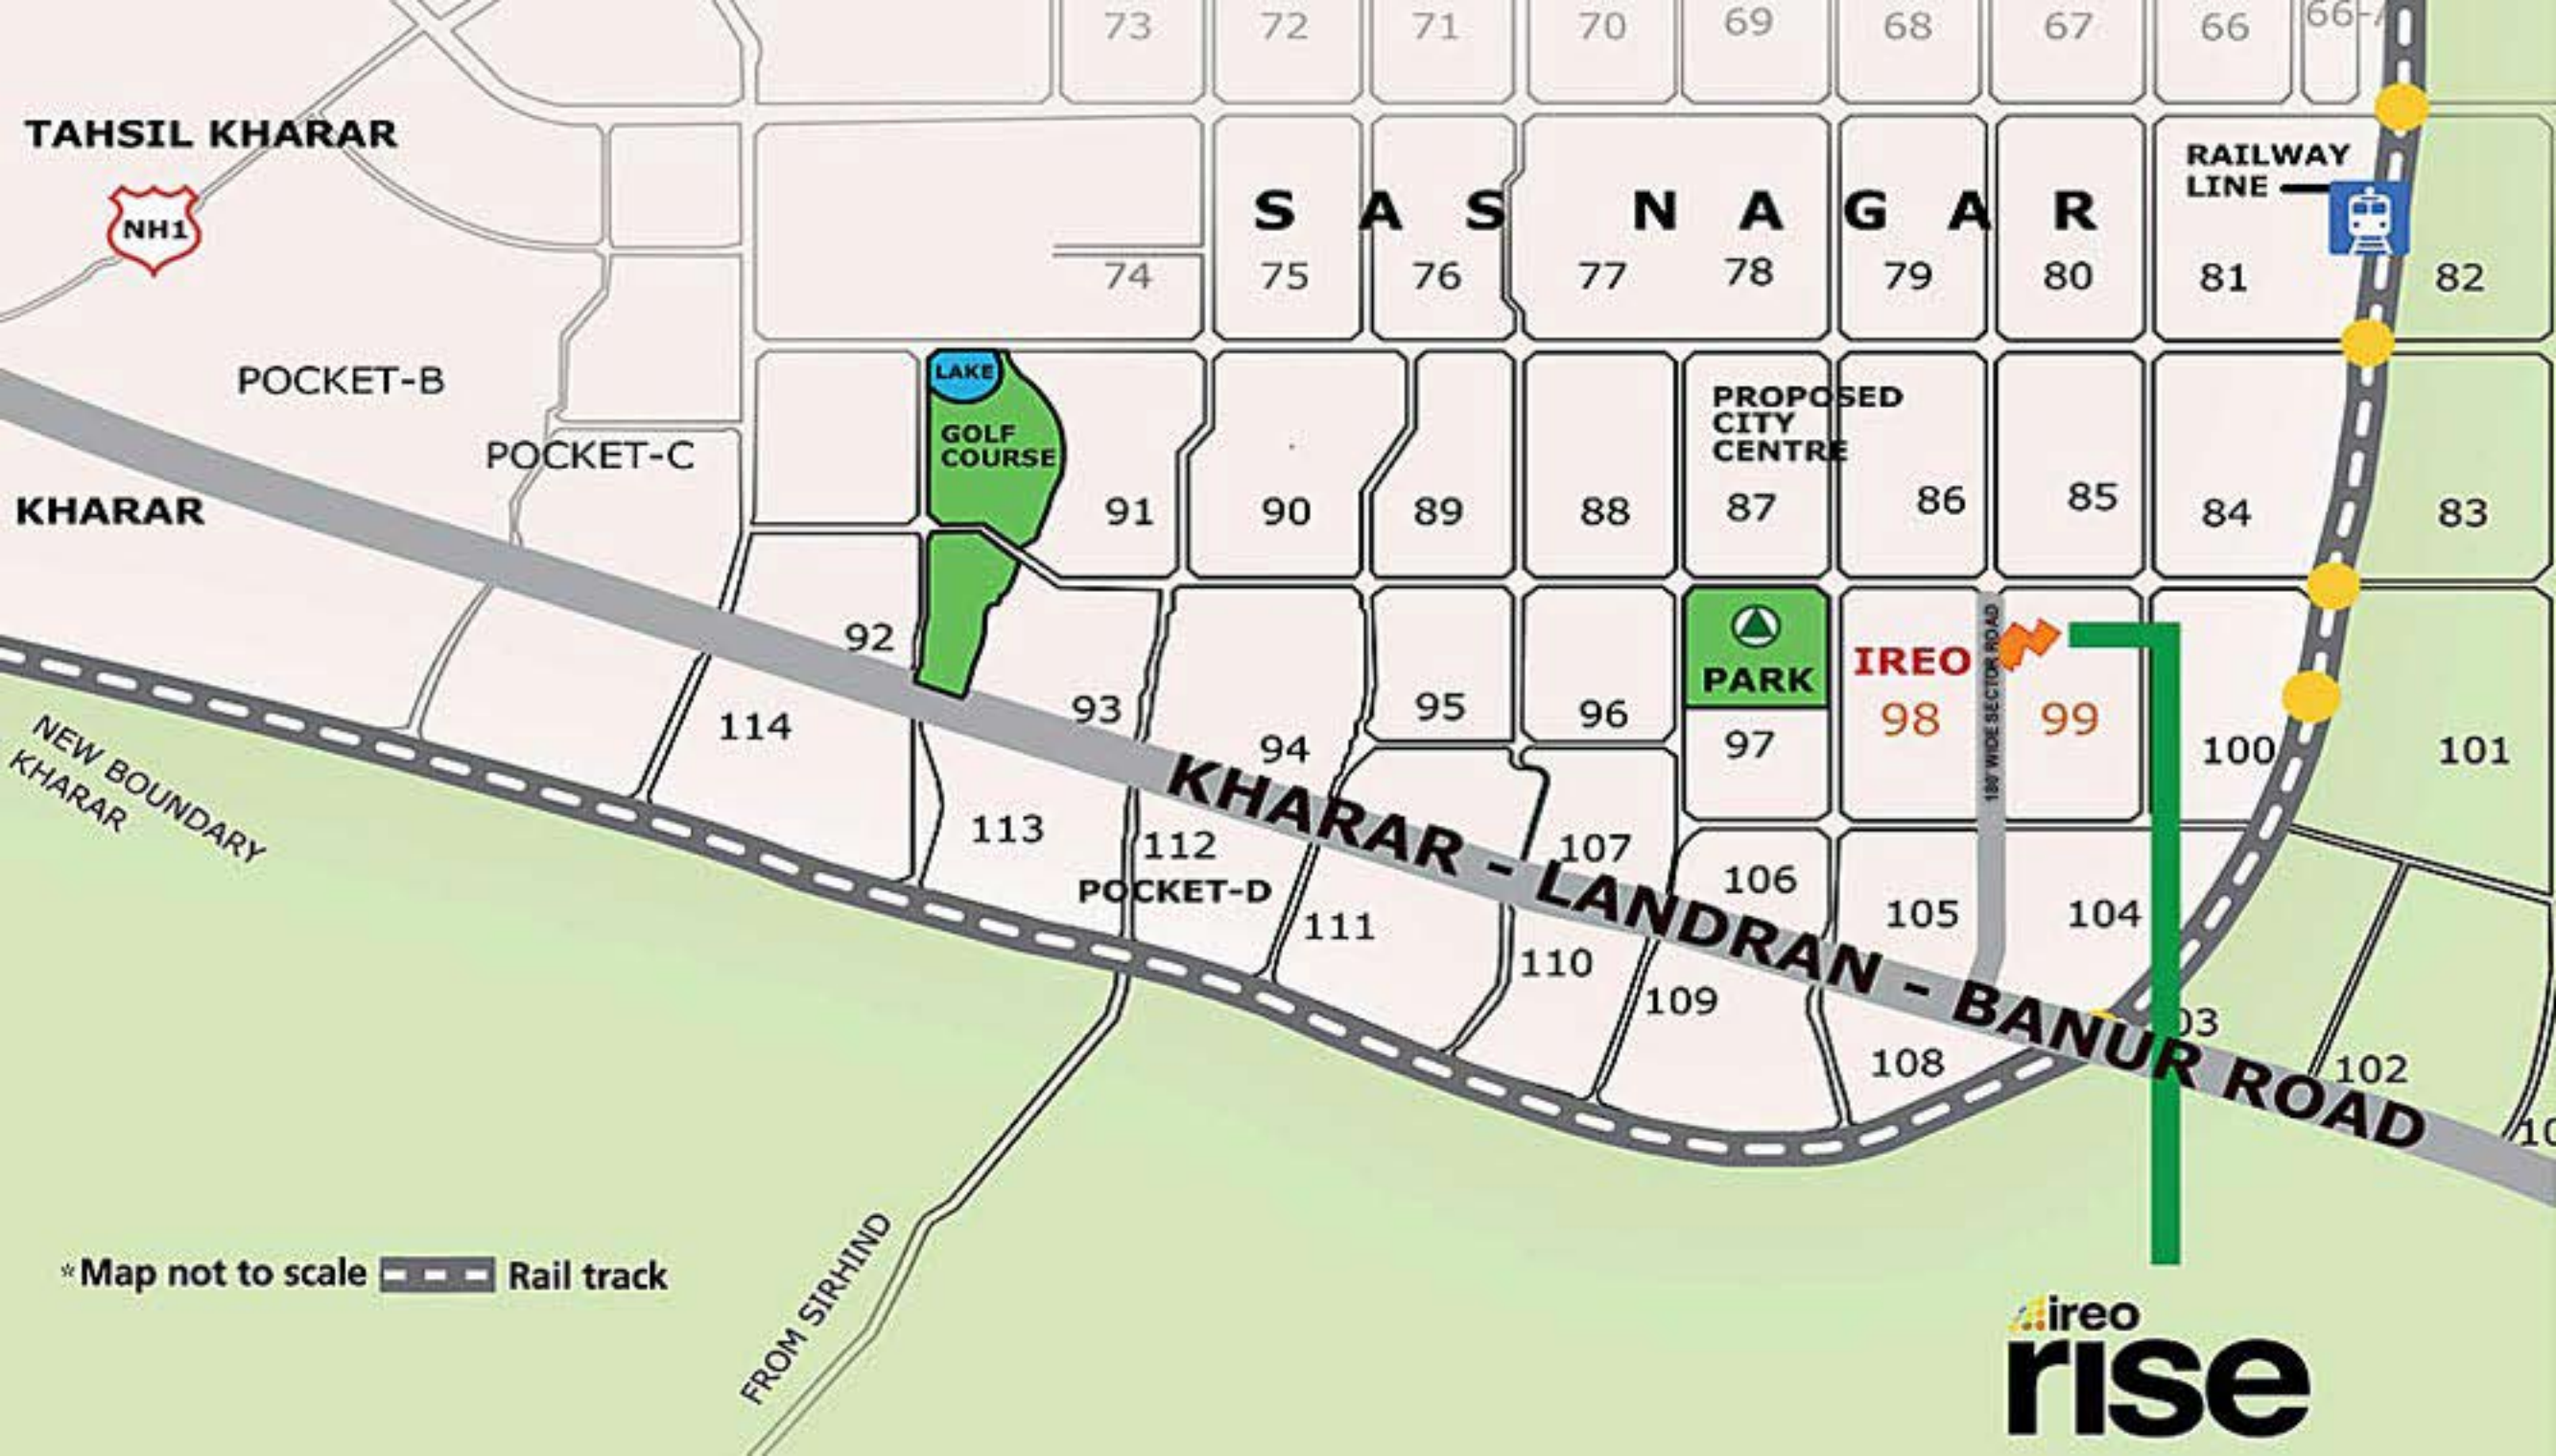 73 72 71 70 69 68 67 66
TAHSIL KHARAR
RAILWAY
LINE
NH1
S A S N A G A R
74 75 76 77 78 79 80 81 82
LAKE
POCKET-B
PROPOSED
CITY
CENTRE
GOLF
COURSE
POCKET-C
KHARAR
91 90 89 88 87 86 85 84 83
92
PARK
IREO
180' WIDE SECTOR ROAD
114 93 94 95 96 97 98 99 100 101
NEW BOUNDARY
KHARAR
113 112 107 106 105 104
POCKET-D
111 110 109 108 102
KHARAR - LANDRAN - BANUR ROAD
*Map not to scale Rail track
FROM SIRHIND
ireo
rise